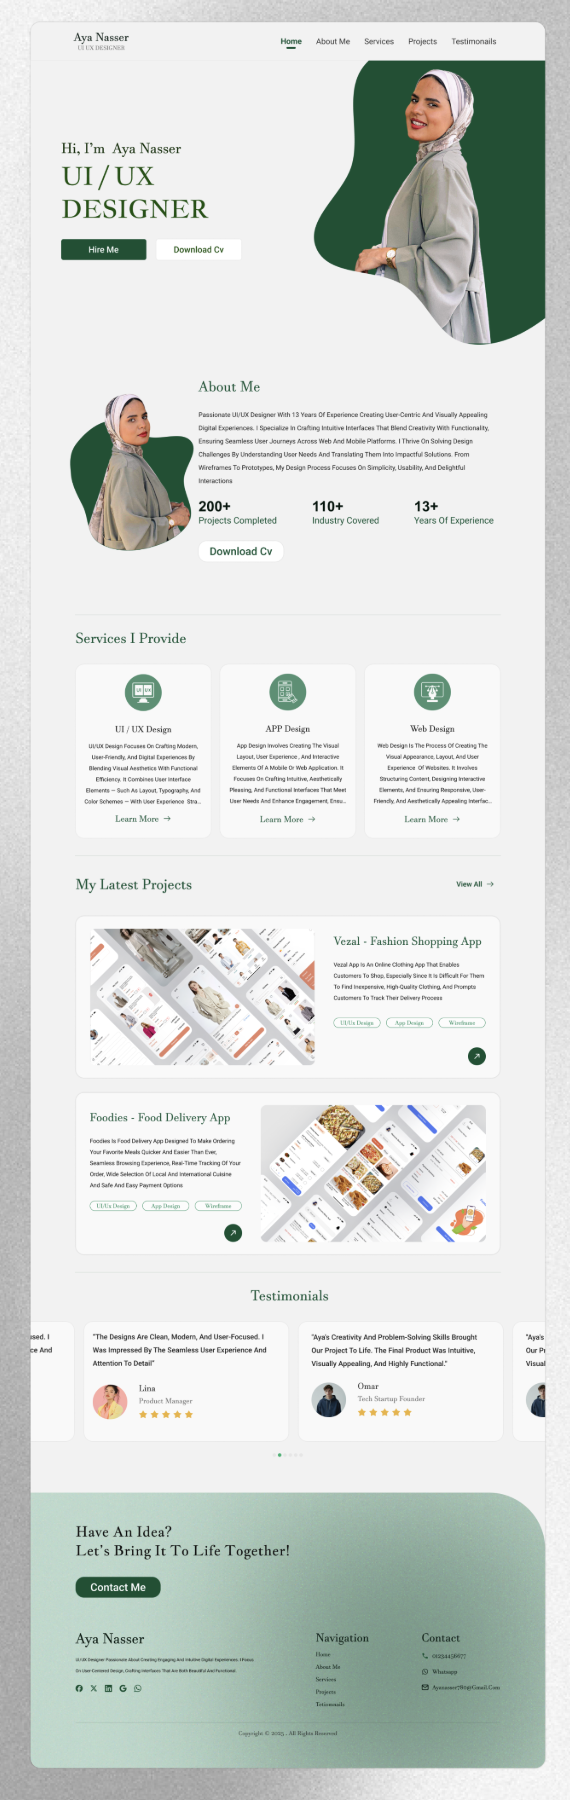 Aya Nasser
UI UX DESIGNER
Home
About Me
Services
Projects
Testimonails
Hi, I'm Aya Nasser
UI / UX
DESIGNER
Hire Me
Download Cv
About Me
Passionate UI/UX Designer With 13 Years Of Experience Creating User-Centric And Visually Appealing
Digital Experiences. I Specialize In Crafting Intuitive Interfaces That Blend Creativity With Functionality,
Ensuring Seamless User Journeys Across Web And Mobile Platforms. I Thrive On Solving Design
Challenges By Understanding User Needs And Translating Them Into Impactful Solutions. From
Wireframes To Prototypes, My Design Process Focuses On Simplicity, Usability, And Delightful
Interactions
200+
Projects Completed
110+
Industry Covered
13+
Years Of Experience
Download Cv
Services I Provide
UI UX
UI / UX Design
UI/UX Design Focuses On Crafting Modern,
User-Friendly, And Digital Experiences By
Blending Visual Aesthetics With Functional
Efficiency. It Combines User Interface
Elements — Such As Layout, Typography, And
Color Schemes — With User Experience Stra...
Learn More →
APP Design
App Design Involves Creating The Visual
Layout, User Experience, And Interactive
Elements Of A Mobile Or Web Application. It
Focuses On Crafting Intuitive, Aesthetically
Pleasing, And Functional Interfaces That Meet
User Needs And Enhance Engagement, Ensu...
Learn More →
Web Design
Web Design Is The Process Of Creating The
Visual Appearance, Layout, And User
Experience Of Websites. It Involves
Structuring Content, Designing Interactive
Elements, And Ensuring Responsive, User-
Friendly, And Aesthetically Appealing Interfac...
Learn More →
My Latest Projects
View All →
Vezal - Fashion Shopping App
Vezal App Is An Online Clothing App That Enables
Customers To Shop, Especially Since It Is Difficult For Them
To Find Inexpensive, High-Quality Clothing, And Prompts
Customers To Track Their Delivery Process
UI/Ux Design
App Design
Wireframe
Foodies - Food Delivery App
Foodies Is Food Delivery App Designed To Make Ordering
Your Favorite Meals Quicker And Easier Than Ever,
Seamless Browsing Experience, Real-Time Tracking Of Your
Order, Wide Selection Of Local And International Cuisine
And Safe And Easy Payment Options
UI/Ux Design
App Design
Wireframe
Testimonials
used. I
ce And
"The Designs Are Clean, Modern, And User-Focused. I
Was Impressed By The Seamless User Experience And
Attention To Detail"
Lina
Product Manager
"Aya's Creativity And Problem-Solving Skills Brought
Our Project To Life. The Final Product Was Intuitive,
Visually Appealing, And Highly Functional."
Omar
Tech Startup Founder
"Aya's
Our Pr
Visual
Have An Idea?
Let's Bring It To Life Together!
Contact Me
Aya Nasser
UI/UX Designer Passionate About Creating Engaging And Intuitive Digital Experiences. I Focus
On User-Centered Design, Crafting Interfaces That Are Both Beautiful And Functional.
Navigation
Home
About Me
Services
Projects
Testimonials
Contact
Whatsapp
Copyright © 2025 . All Rights Reserved